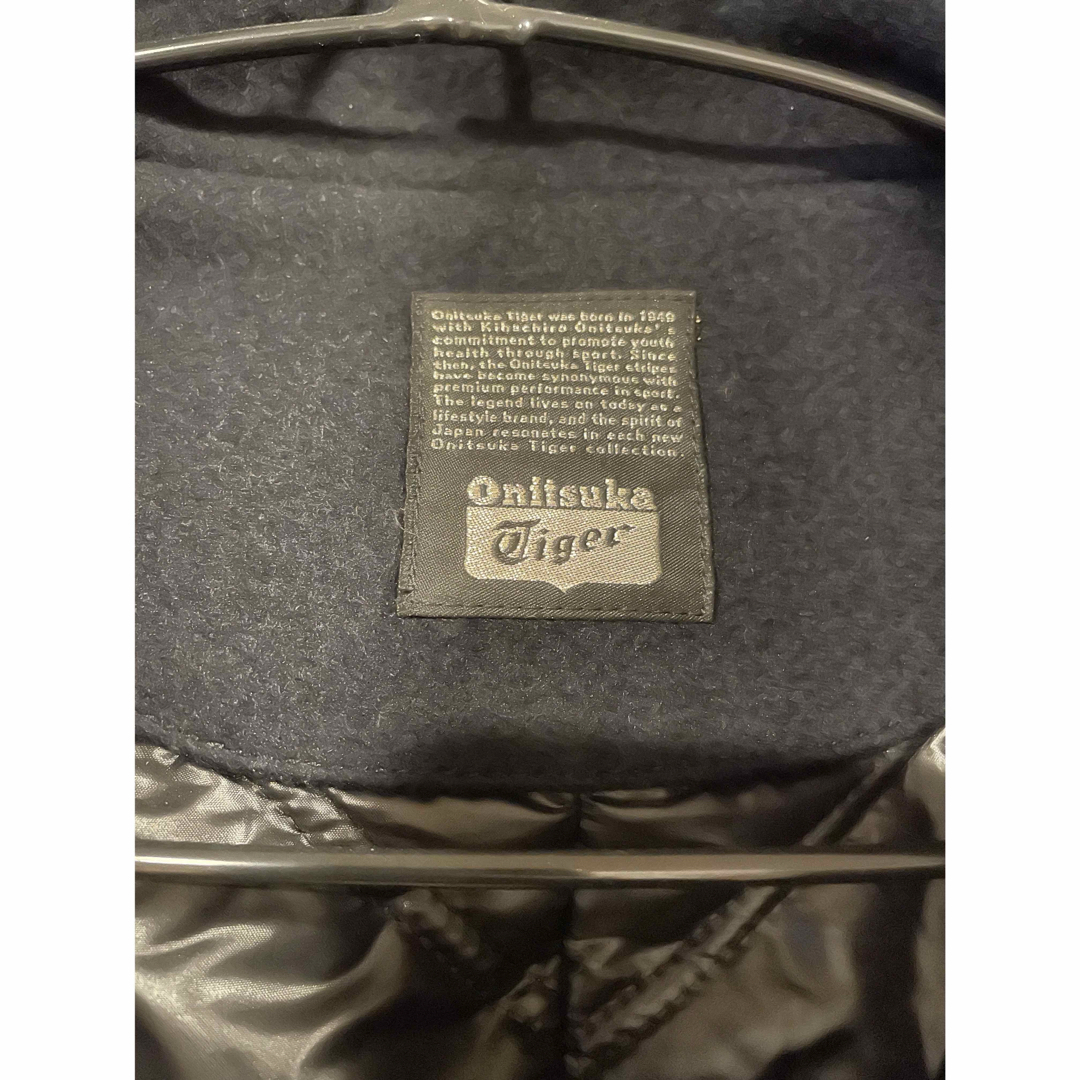 Onitsuka Tiger was born in 1949
with Kihachiro Onitsuka's
commitment to promote youth
health through sport. Since
then, the Onitsuka Tiger stripes
have become synonymous with
premium performance in sport.
The legend lives on today as a
lifestyle brand, and the spirit of
Japan resonates in each new
Onitsuka Tiger collection.
Onitsuka
Tiger